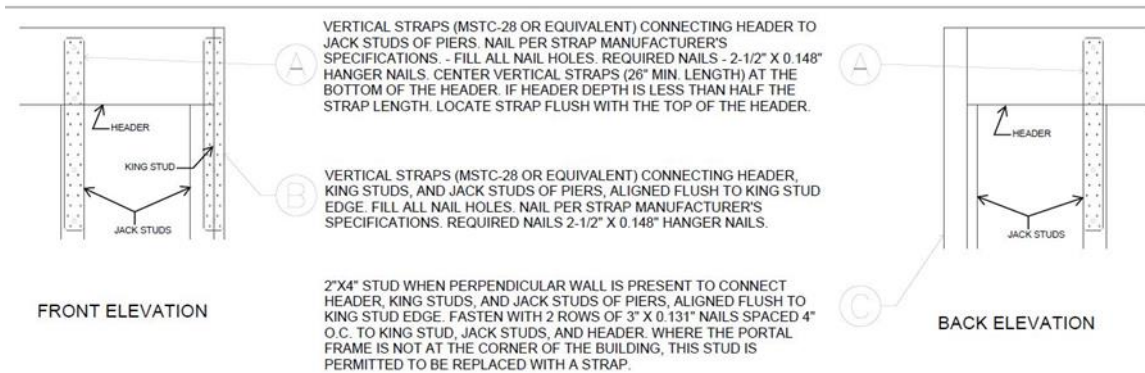 VERTICAL STRAPS (MSTC-28 OR EQUIVALENT) CONNECTING HEADER TO
JACK STUDS OF PIERS. NAIL PER STRAP MANUFACTURER'S
SPECIFICATIONS. - FILL ALL NAIL HOLES. REQUIRED NAILS - 2-1/2" X 0.148"
HANGER NAILS. CENTER VERTICAL STRAPS (26" MIN. LENGTH) AT THE
BOTTOM OF THE HEADER. IF HEADER DEPTH IS LESS THAN HALF THE
STRAP LENGTH. LOCATE STRAP FLUSH WITH THE TOP OF THE HEADER.
A
A
HEADER
KING STUD
JACK STUDS
FRONT ELEVATION
B
VERTICAL STRAPS (MSTC-28 OR EQUIVALENT) CONNECTING HEADER,
KING STUDS, AND JACK STUDS OF PIERS, ALIGNED FLUSH TO KING STUD
EDGE. FILL ALL NAIL HOLES. NAIL PER STRAP MANUFACTURER'S
SPECIFICATIONS. REQUIRED NAILS 2-1/2" X 0.148" HANGER NAILS.
2"X4" STUD WHEN PERPENDICULAR WALL IS PRESENT TO CONNECT
HEADER, KING STUDS, AND JACK STUDS OF PIERS, ALIGNED FLUSH TO
KING STUD EDGE. FASTEN WITH 2 ROWS OF 3" X 0.131" NAILS SPACED 4"
O.C. TO KING STUD, JACK STUDS, AND HEADER. WHERE THE PORTAL
FRAME IS NOT AT THE CORNER OF THE BUILDING, THIS STUD IS
PERMITTED TO BE REPLACED WITH A STRAP.
C
HEADER
JACK STUDS
BACK ELEVATION